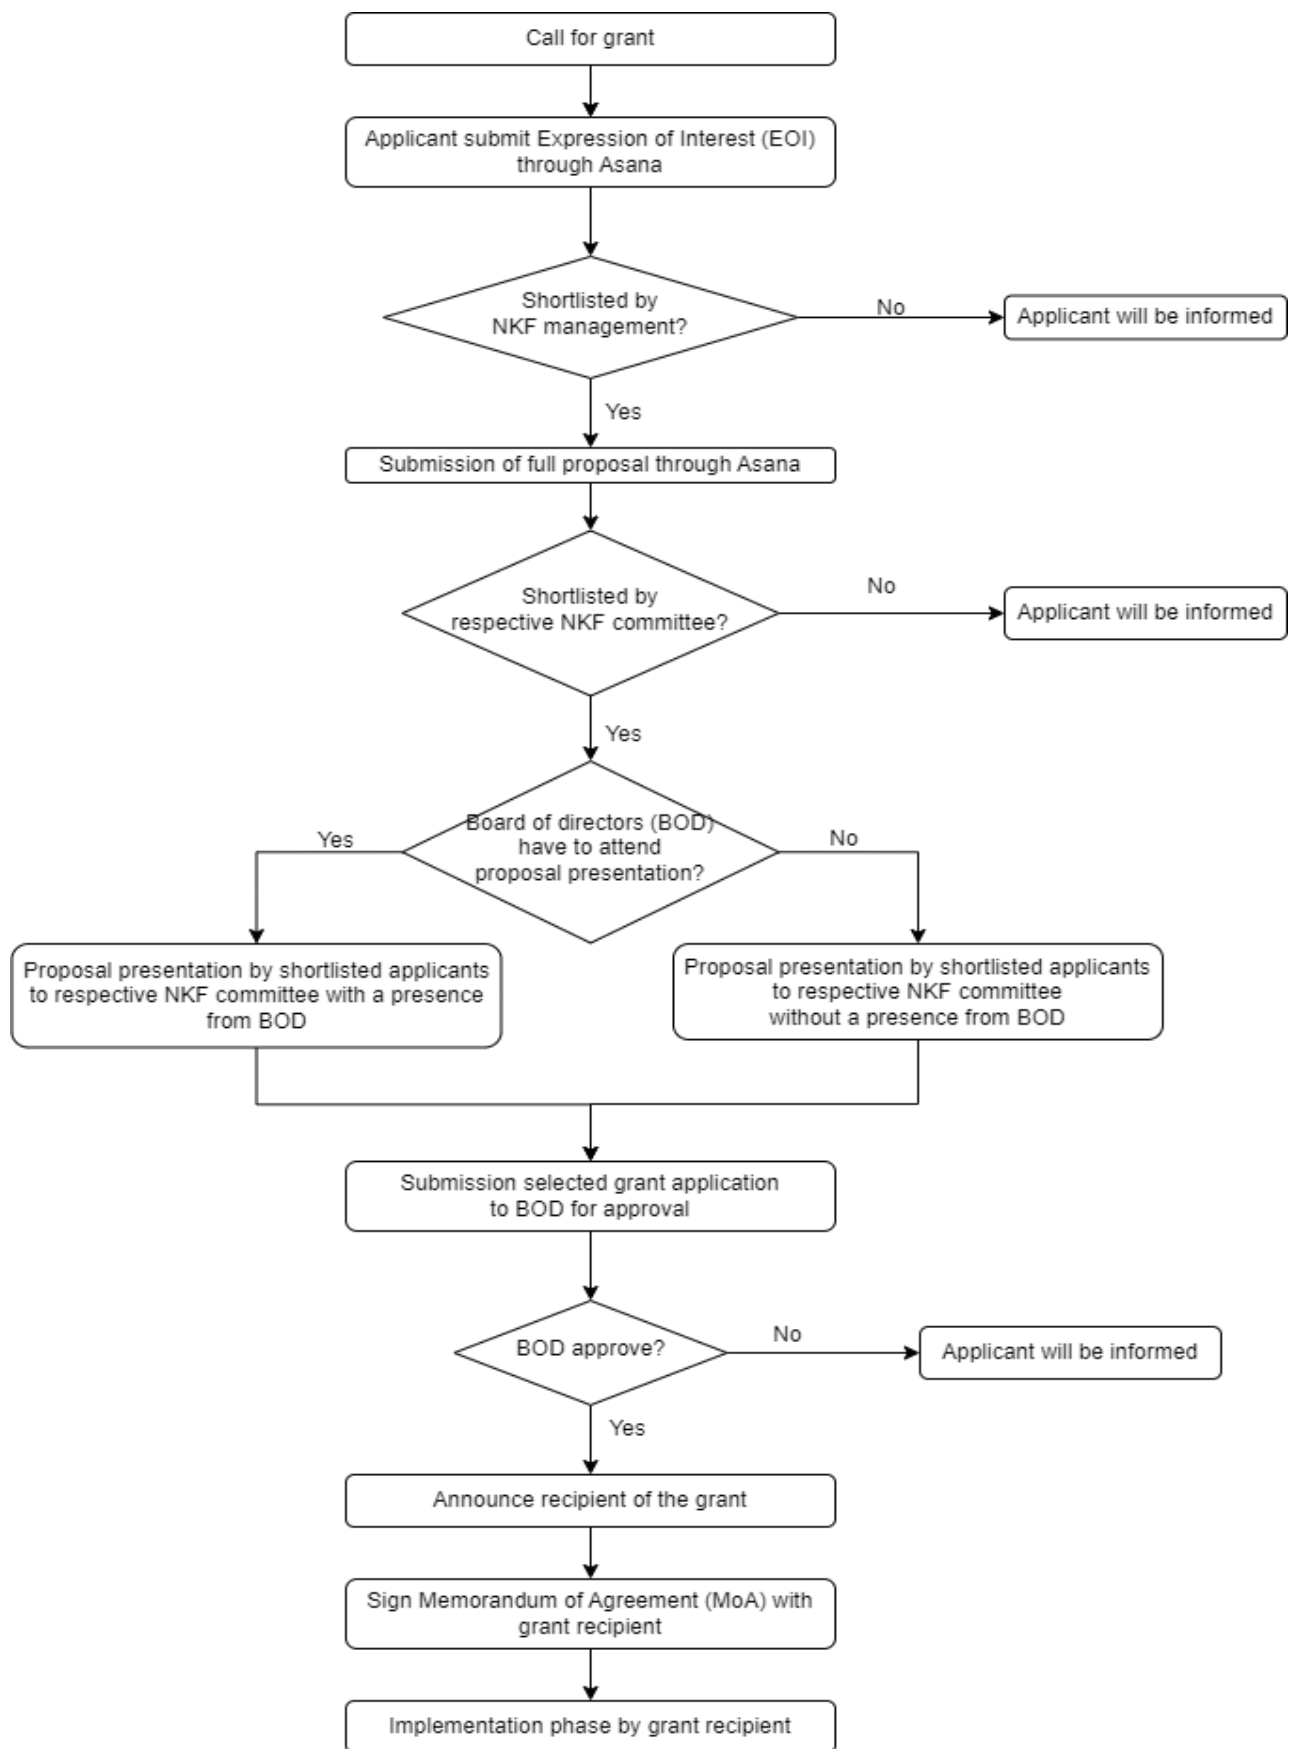 Call for grant
Applicant submit Expression of Interest (EOI)
through Asana
Shortlisted by
NKF management?
No
Applicant will be informed
Yes
Submission of full proposal through Asana
Shortlisted by
respective NKF committee?
No
Applicant will be informed
Yes
Board of directors (BOD)
have to attend
proposal presentation?
Yes
No
Proposal presentation by shortlisted applicants
to respective NKF committee with a presence
from BOD
Proposal presentation by shortlisted applicants
to respective NKF committee
without a presence from BOD
Submission selected grant application
to BOD for approval
BOD approve?
No
Applicant will be informed
Yes
Announce recipient of the grant
Sign Memorandum of Agreement (MoA) with
grant recipient
Implementation phase by grant recipient